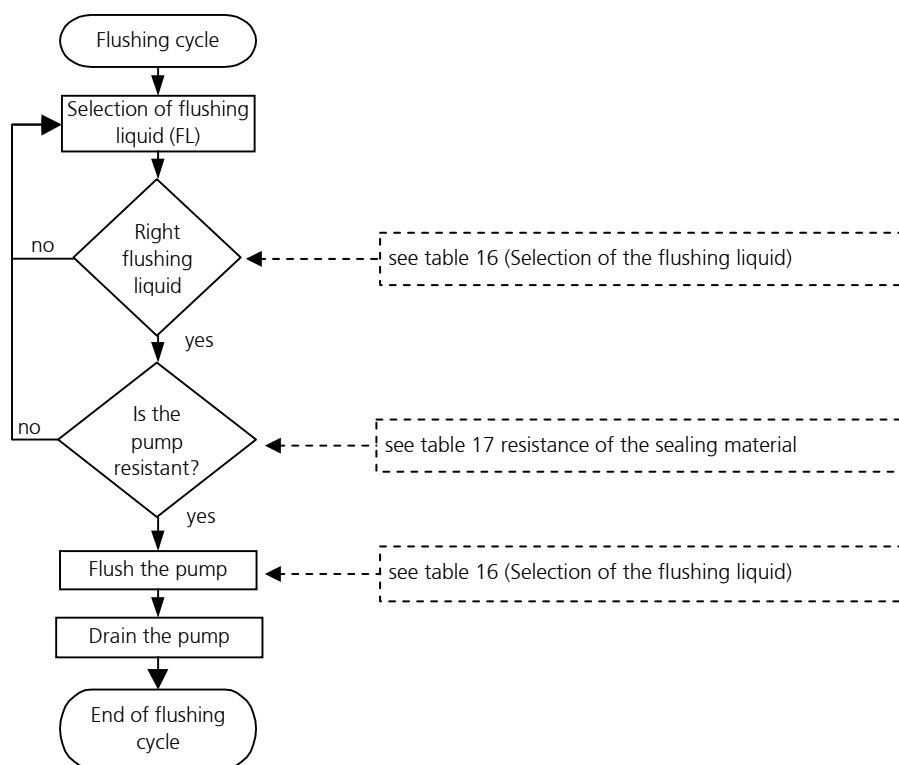 Flushing cycle
Selection of flushing
liquid (FL)
Right
flushing
liquid
no
see table 16 (Selection of the flushing liquid)
yes
Is the
pump
resistant?
no
see table 17 resistance of the sealing material
yes
Flush the pump
see table 16 (Selection of the flushing liquid)
Drain the pump
End of flushing
cycle